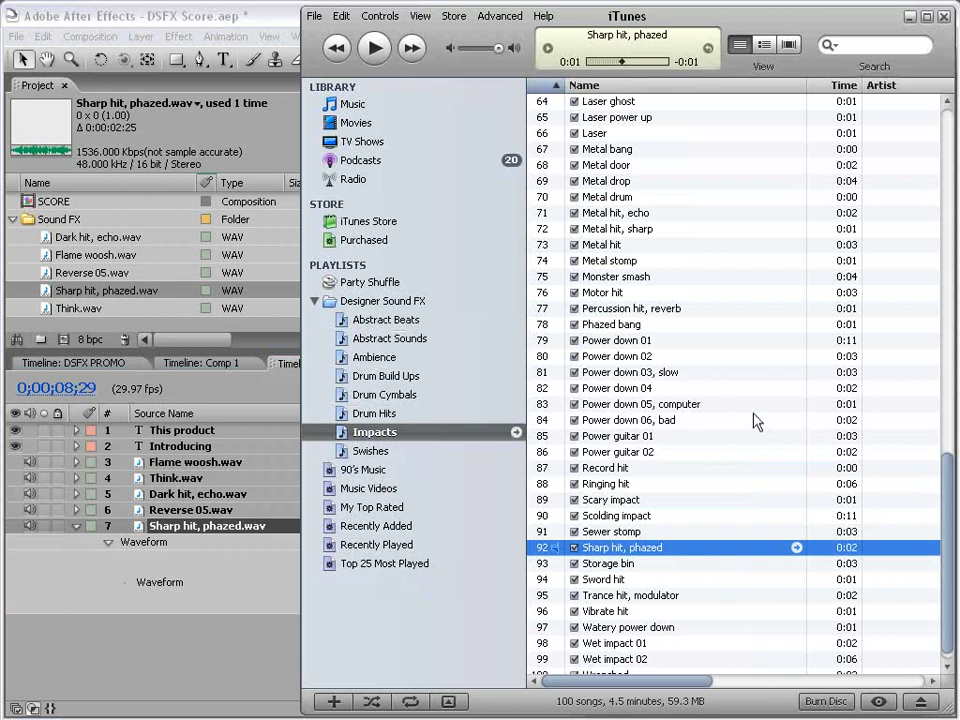 Adobe After Effects - DSFX Score.aep *
File Edit Composition Layer Effect Animation View W
Project ×
Sharp hit, phazed.wav, used 1 time
0 x 0 (1.00)
Δ 0:00:02:25
1536.000 Kbps(not sample accurate)
48.000 kHz / 16 bit / Stereo
Name Type Siz
SCORE Composition
Sound FX Folder
Dark hit, echo.wav WAV
Flame woosh.wav WAV
Reverse 05.wav WAV
Sharp hit, phazed.wav WAV
Think.wav WAV
8 bpc
Timeline: DSFX PROMO Timeline: Comp 1 Timel
0;00;08;29 (29.97 fps)
# Source Name
1 T This product
2 T Introducing
3 Flame woosh.wav
4 Think.wav
5 Dark hit, echo.wav
6 Reverse 05.wav
7 Sharp hit, phazed.wav
Waveform
Waveform
File Edit Controls View Store Advanced Help iTunes
Sharp hit, phazed
0:01 -0:01
View
Search
LIBRARY
Music
Movies
TV Shows
Podcasts 20
Radio
STORE
iTunes Store
Purchased
PLAYLISTS
Party Shuffle
Designer Sound FX
Abstract Beats
Abstract Sounds
Ambience
Drum Build Ups
Drum Cymbals
Drum Hits
Impacts
Swishes
90's Music
Music Videos
My Top Rated
Recently Added
Recently Played
Top 25 Most Played
Name Time Artist
64 Laser ghost 0:01
65 Laser power up 0:01
66 Laser 0:01
67 Metal bang 0:00
68 Metal door 0:02
69 Metal drop 0:04
70 Metal drum 0:00
71 Metal hit, echo 0:02
72 Metal hit, sharp 0:01
73 Metal hit 0:03
74 Metal stomp 0:01
75 Monster smash 0:04
76 Motor hit 0:03
77 Percussion hit, reverb 0:01
78 Phazed bang 0:01
79 Power down 01 0:11
80 Power down 02 0:03
81 Power down 03, slow 0:03
82 Power down 04 0:02
83 Power down 05, computer 0:01
84 Power down 06, bad 0:02
85 Power guitar 01 0:03
86 Power guitar 02 0:03
87 Record hit 0:00
88 Ringing hit 0:06
89 Scary impact 0:01
90 Scolding impact 0:11
91 Sewer stomp 0:03
92 Sharp hit, phazed 0:02
93 Storage bin 0:03
94 Sword hit 0:01
95 Trance hit, modulator 0:02
96 Vibrate hit 0:01
97 Watery power down 0:01
98 Wet impact 01 0:02
99 Wet impact 02 0:06
100 songs, 4.5 minutes, 59.3 MB
Burn Disc